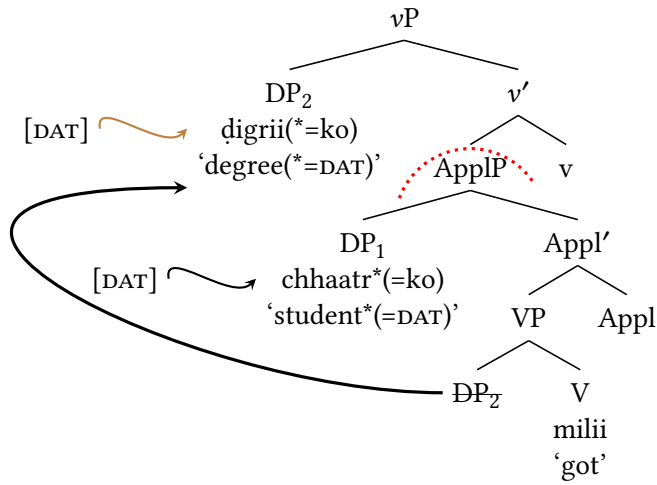 vP
DP₂ v′
[DAT] ḍigrii(*=ko)
‘degree(*=DAT)’ ApplP v
DP₁ Appl′
[DAT] chhaatr*(=ko)
‘student*(=DAT)’ VP Appl
DP₂ V
milii
‘got’